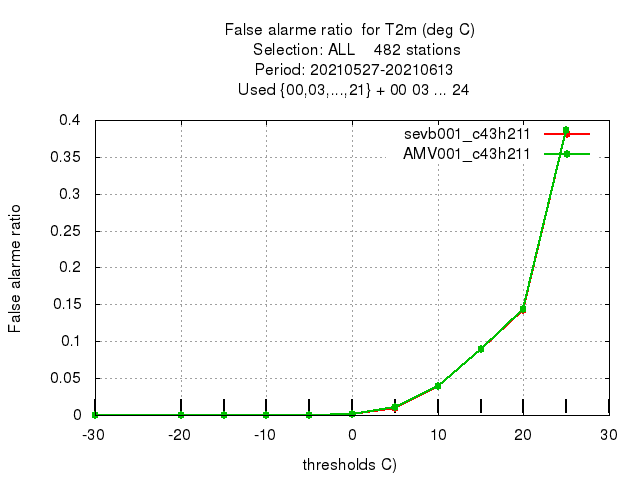 False alarme ratio  for T2m (deg C)
Selection: ALL    482 stations
Period: 20210527-20210613
Used {00,03,...,21} + 00 03 ... 24
sevb001_c43h211
AMV001_c43h211
0.4
0.35
0.3
0.25
0.2
0.15
0.1
0.05
0
False alarme ratio
-30
-20
-10
0
10
20
30
thresholds C)